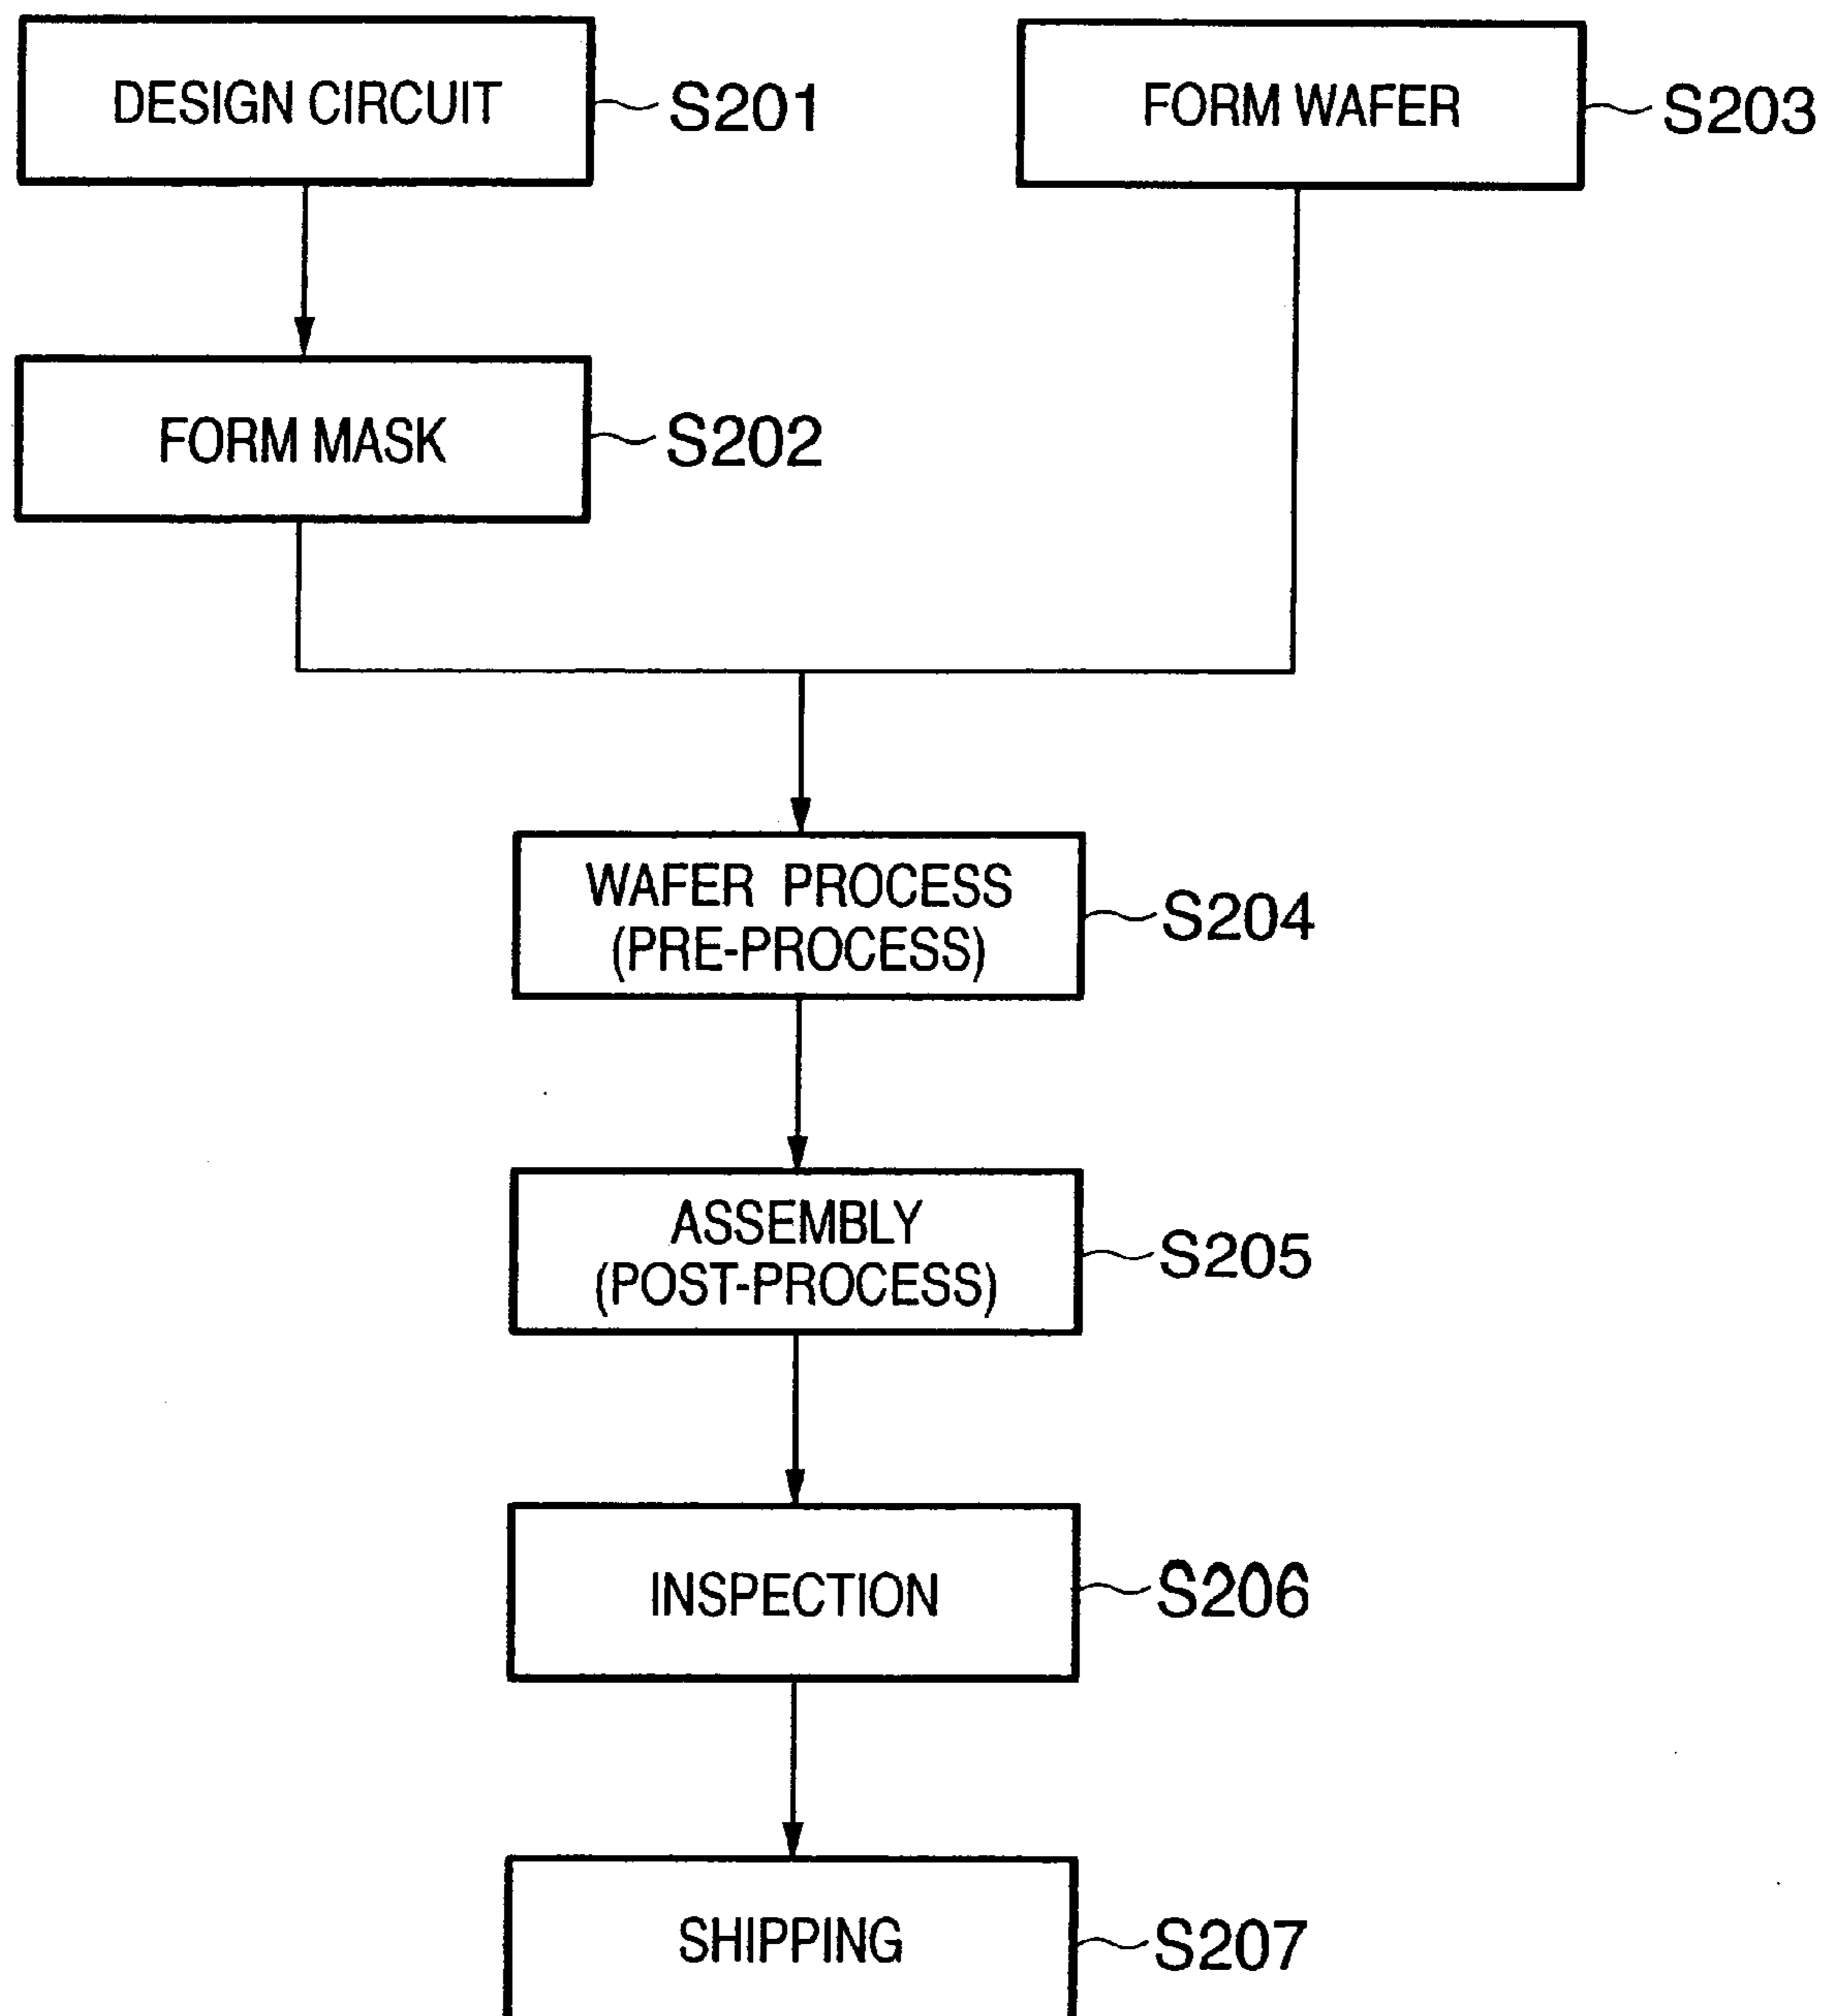 DESIGN CIRCUIT
S201
FORM WAFER
S203
FORM MASK
S202
WAFER PROCESS
(PRE-PROCESS)
S204
ASSEMBLY
(POST-PROCESS)
S205
INSPECTION
S206
SHIPPING
S207